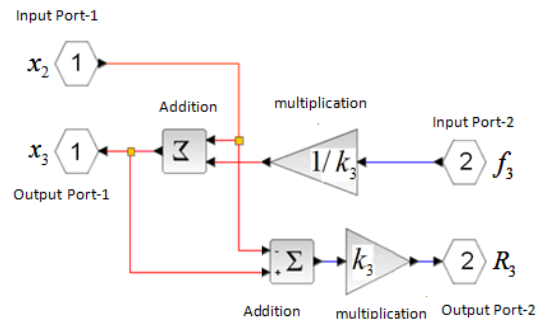 Input Port-1
x₂ 1
Addition
multiplication
Input Port-2
x₃ 1
Σ
1/k₃
2 f₃
Output Port-1
-
+ Σ
k₃
2 R₃
Addition
multiplication
Output Port-2